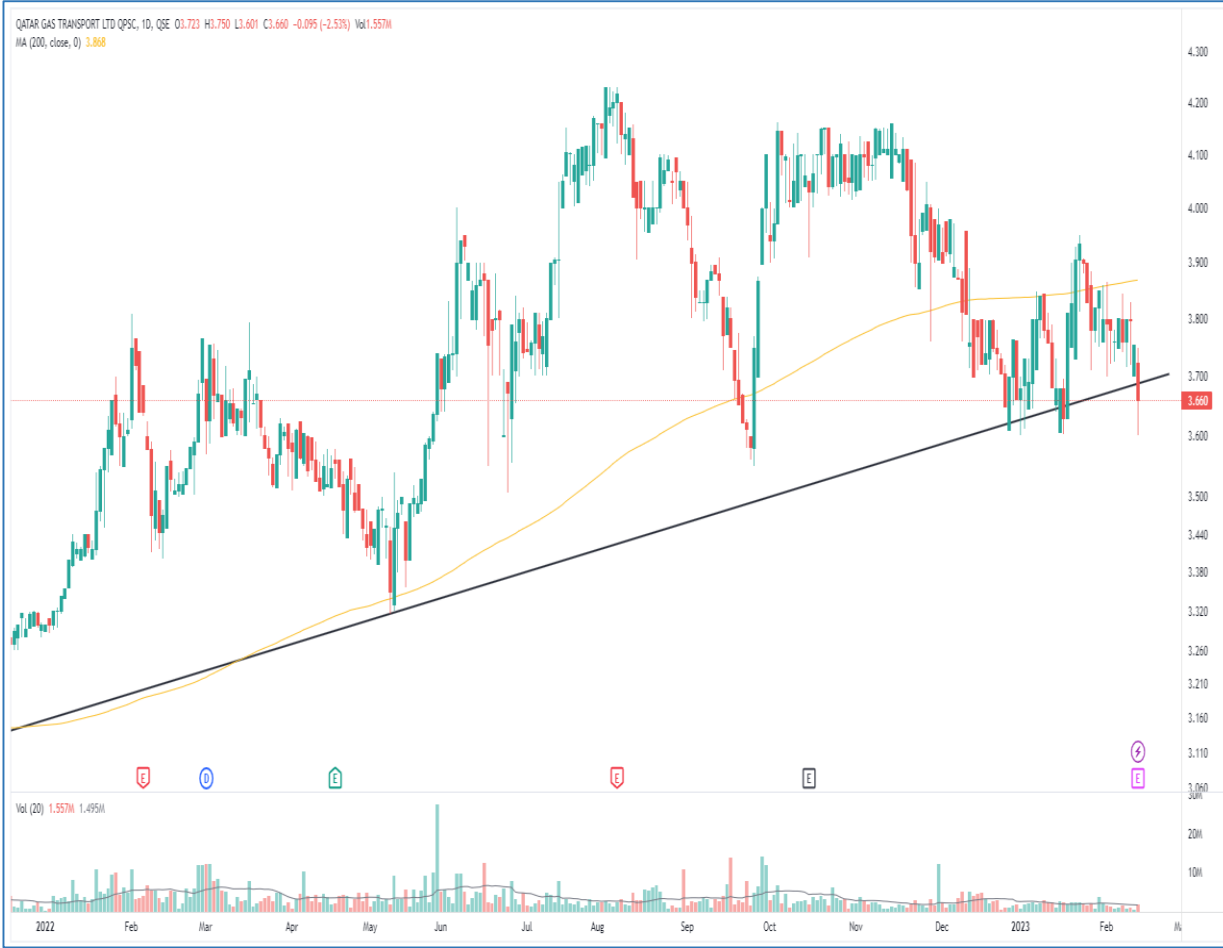 QATAR GAS TRANSPORT LTD QPSC, 1D, QSE O3.723 H3.750 L3.601 C3.660 -0.095 (-2.53%) Vol1.557M
MA (200, close, 0) 3.868
4.300
4.200
4.100
4.000
3.900
3.800
3.700
3.660
3.600
3.500
3.440
3.380
3.320
3.260
3.210
3.160
3.110
3.060
E D E E E E
Vol (20) 1.557M 1.495M
30M
20M
10M
2022 Feb Mar Apr May Jun Jul Aug Sep Oct Nov Dec 2023 Feb